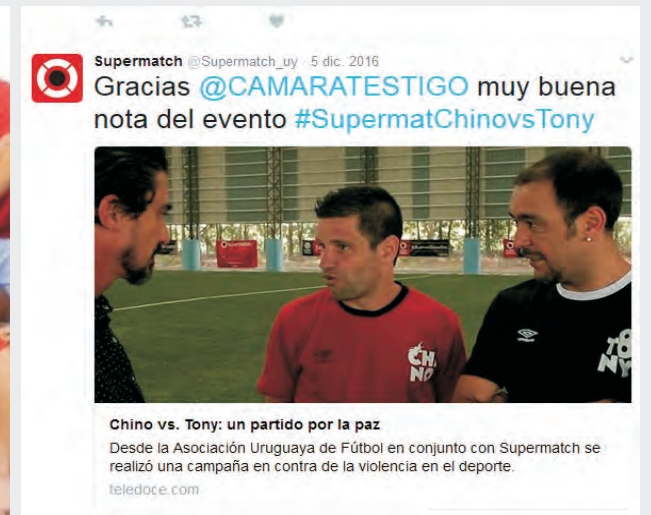 Supermatch @Supermatch_uy · 5 dic. 2016
Gracias @CAMARATESTIGO muy buena
nota del evento #SupermatChinovsTony
CH
NO
TO
NY
Chino vs. Tony: un partido por la paz
Desde la Asociación Uruguaya de Fútbol en conjunto con Supermatch se
realizó una campaña en contra de la violencia en el deporte.
teledoce.com